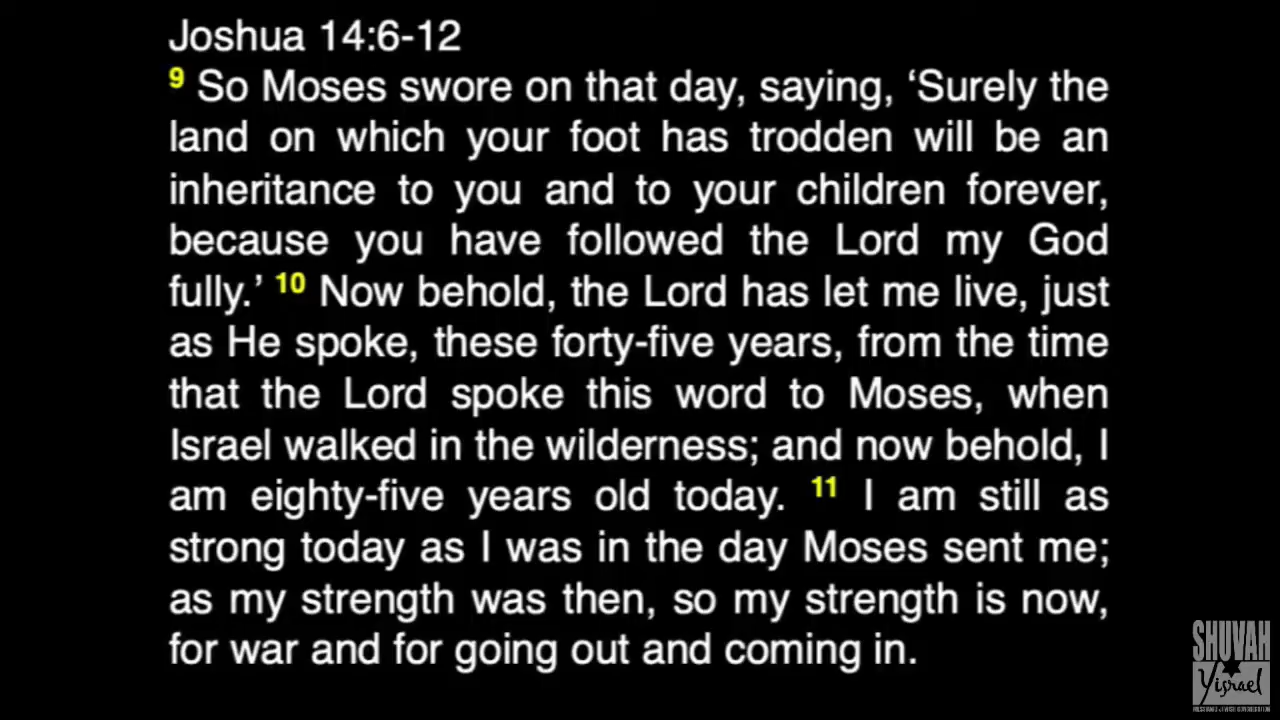 Joshua 14:6-12
9 So Moses swore on that day, saying, ‘Surely the
land on which your foot has trodden will be an
inheritance to you and to your children forever,
because you have followed the Lord my God
fully.’ 10 Now behold, the Lord has let me live, just
as He spoke, these forty-five years, from the time
that the Lord spoke this word to Moses, when
Israel walked in the wilderness; and now behold, I
am eighty-five years old today. 11 I am still as
strong today as I was in the day Moses sent me;
as my strength was then, so my strength is now,
for war and for going out and coming in.
SHUVAH
Yisrael